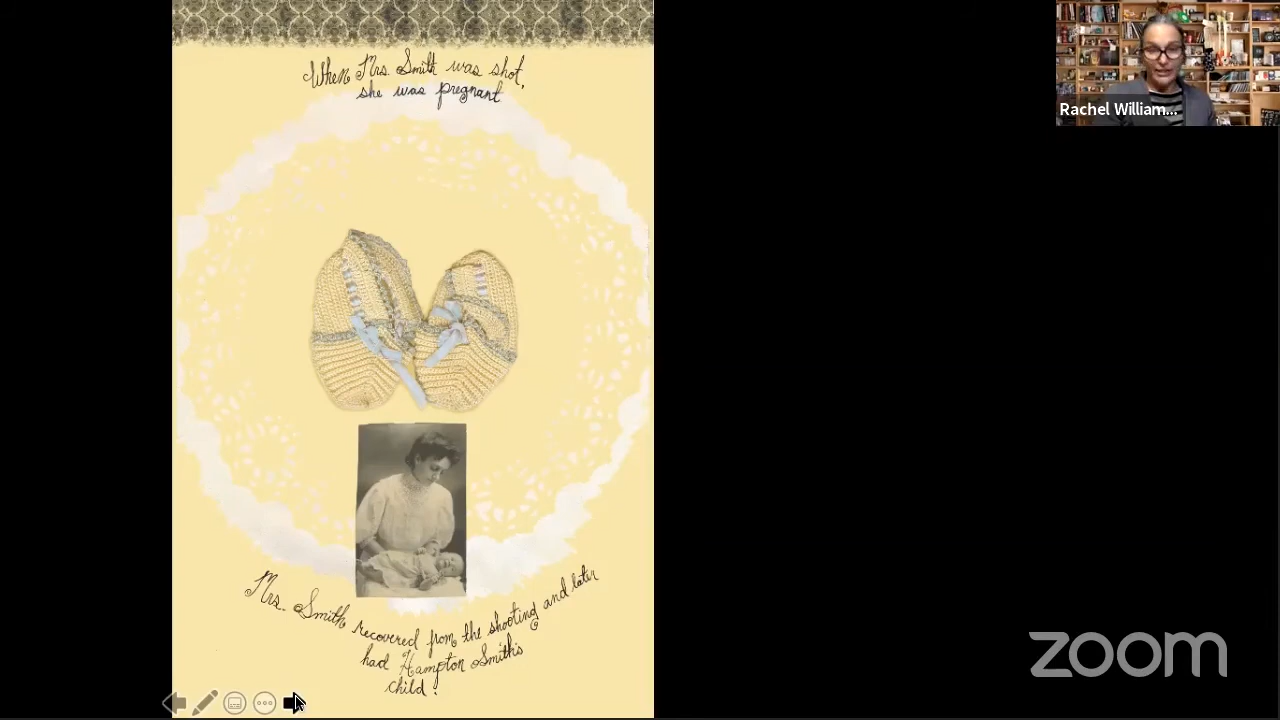 When Mrs. Smith was shot,
she was pregnant
Rachel William...
Mrs. Smith recovered from the shooting and later
had Hampton Smith's
child.
zoom